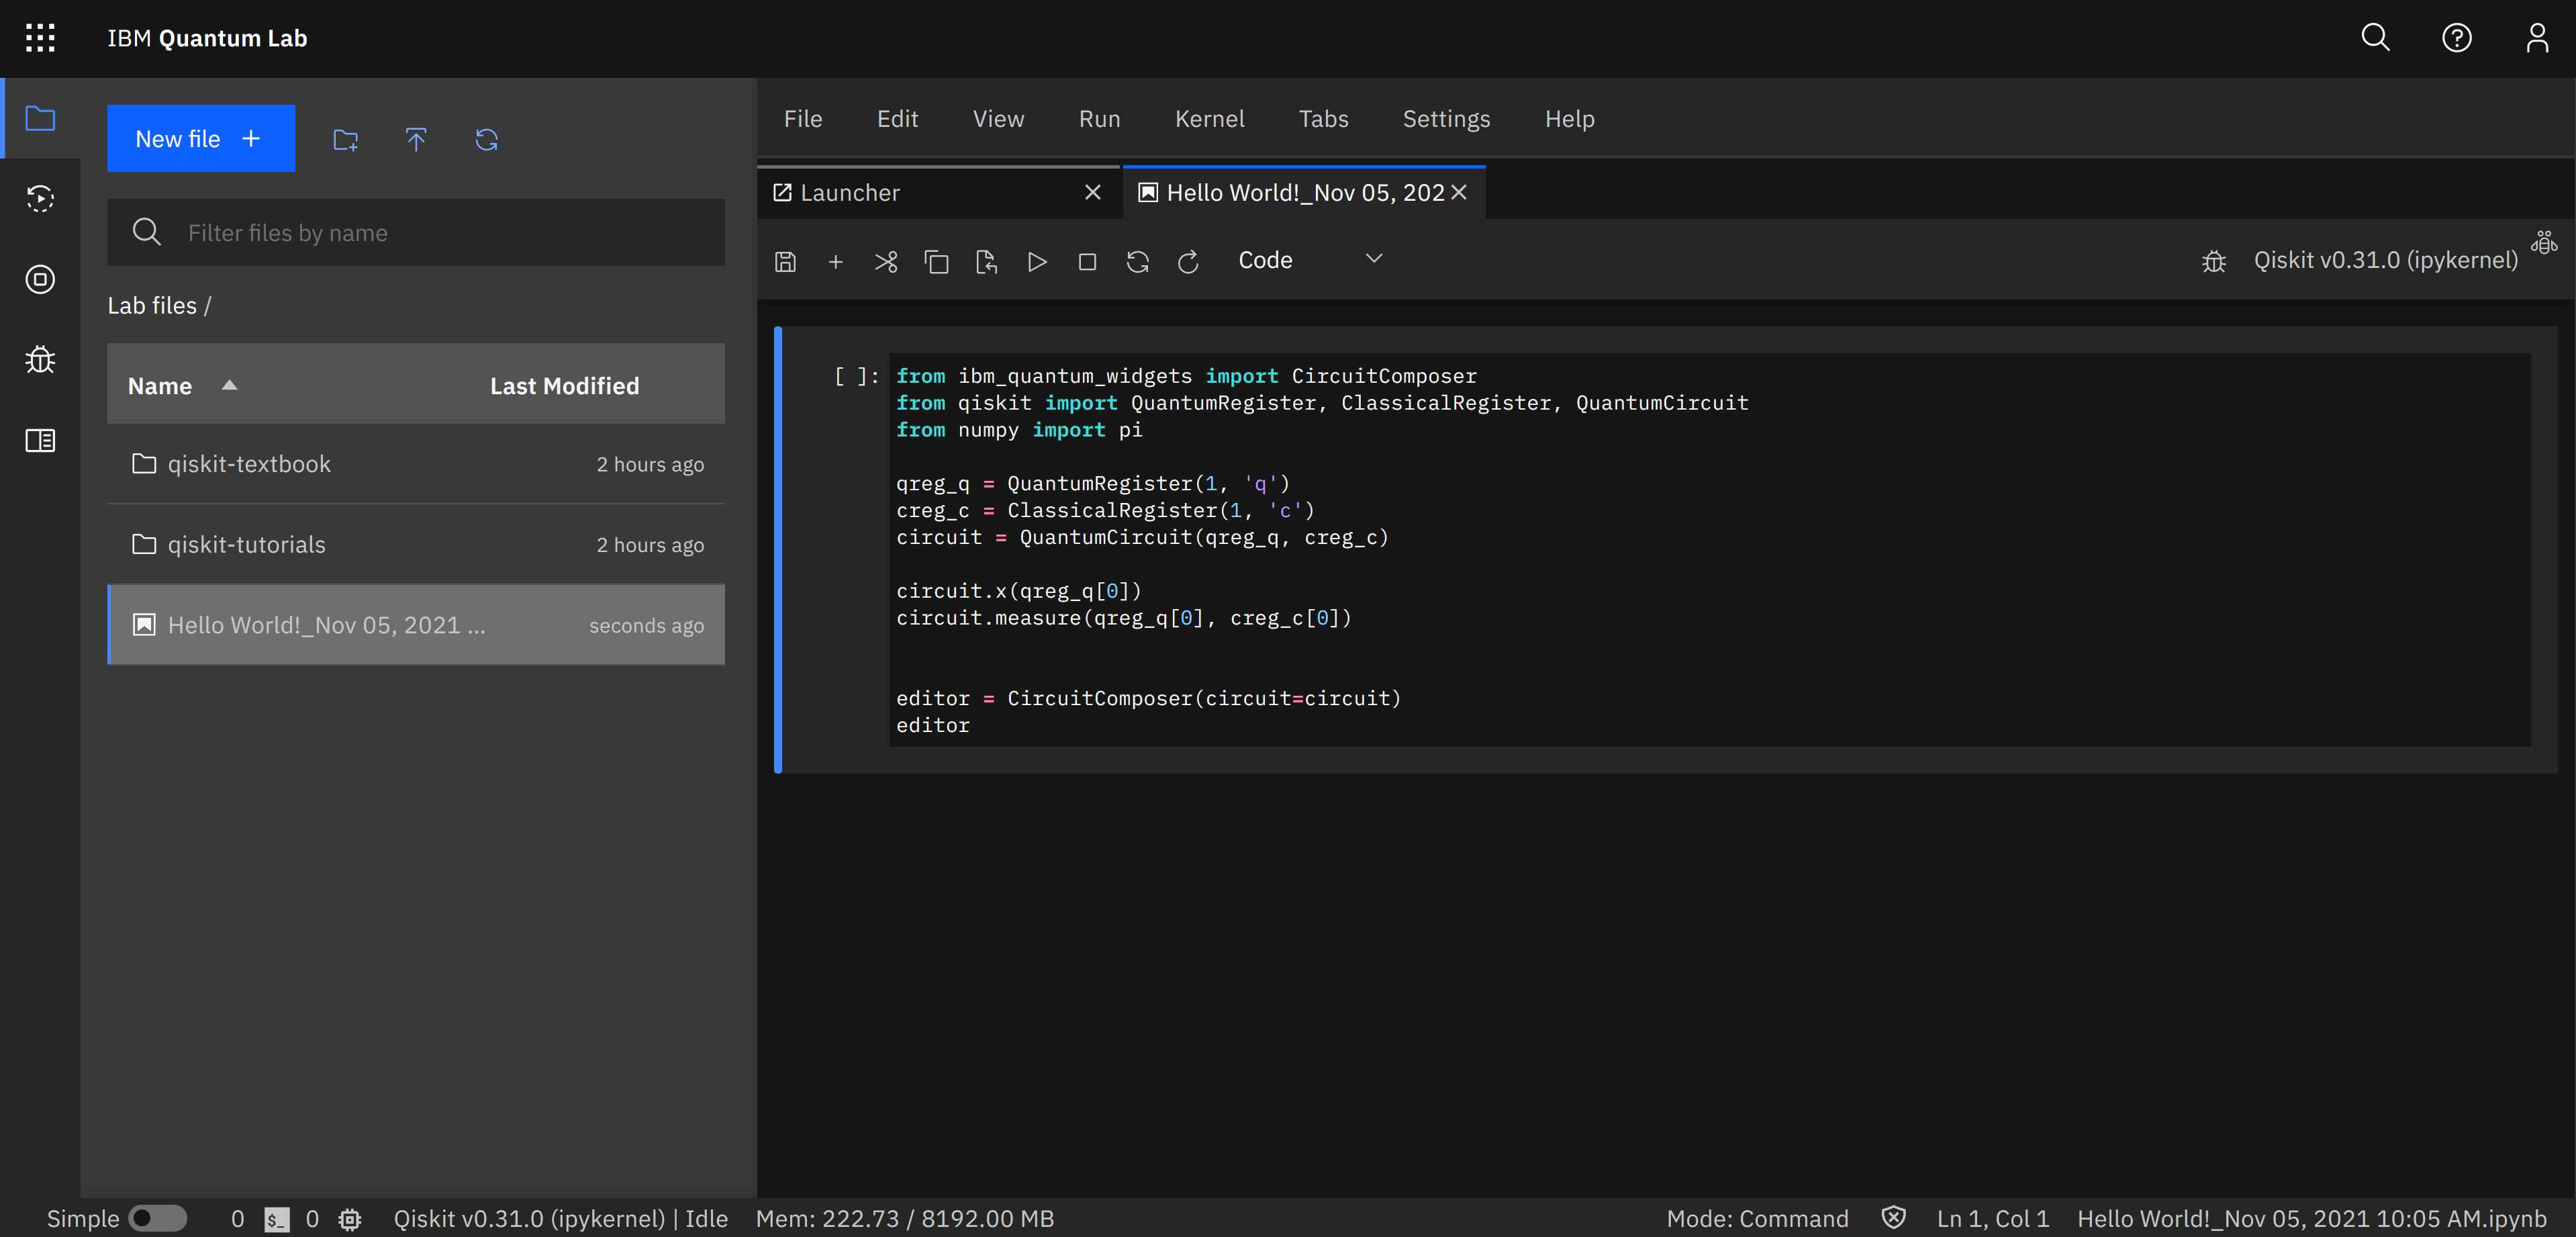 IBM Quantum Lab
New file +
Filter files by name
Lab files /
Name Last Modified
qiskit-textbook 2 hours ago
qiskit-tutorials 2 hours ago
Hello World!_Nov 05, 2021 ... seconds ago
File Edit View Run Kernel Tabs Settings Help
Launcher Hello World!_Nov 05, 202
Code Qiskit v0.31.0 (ipykernel)
[ ]: from ibm_quantum_widgets import CircuitComposer
from qiskit import QuantumRegister, ClassicalRegister, QuantumCircuit
from numpy import pi
qreg_q = QuantumRegister(1, 'q')
creg_c = ClassicalRegister(1, 'c')
circuit = QuantumCircuit(qreg_q, creg_c)
circuit.x(qreg_q[0])
circuit.measure(qreg_q[0], creg_c[0])
editor = CircuitComposer(circuit=circuit)
editor
Simple 0 $_ 0 Qiskit v0.31.0 (ipykernel) | Idle Mem: 222.73 / 8192.00 MB Mode: Command Ln 1, Col 1 Hello World!_Nov 05, 2021 10:05 AM.ipynb